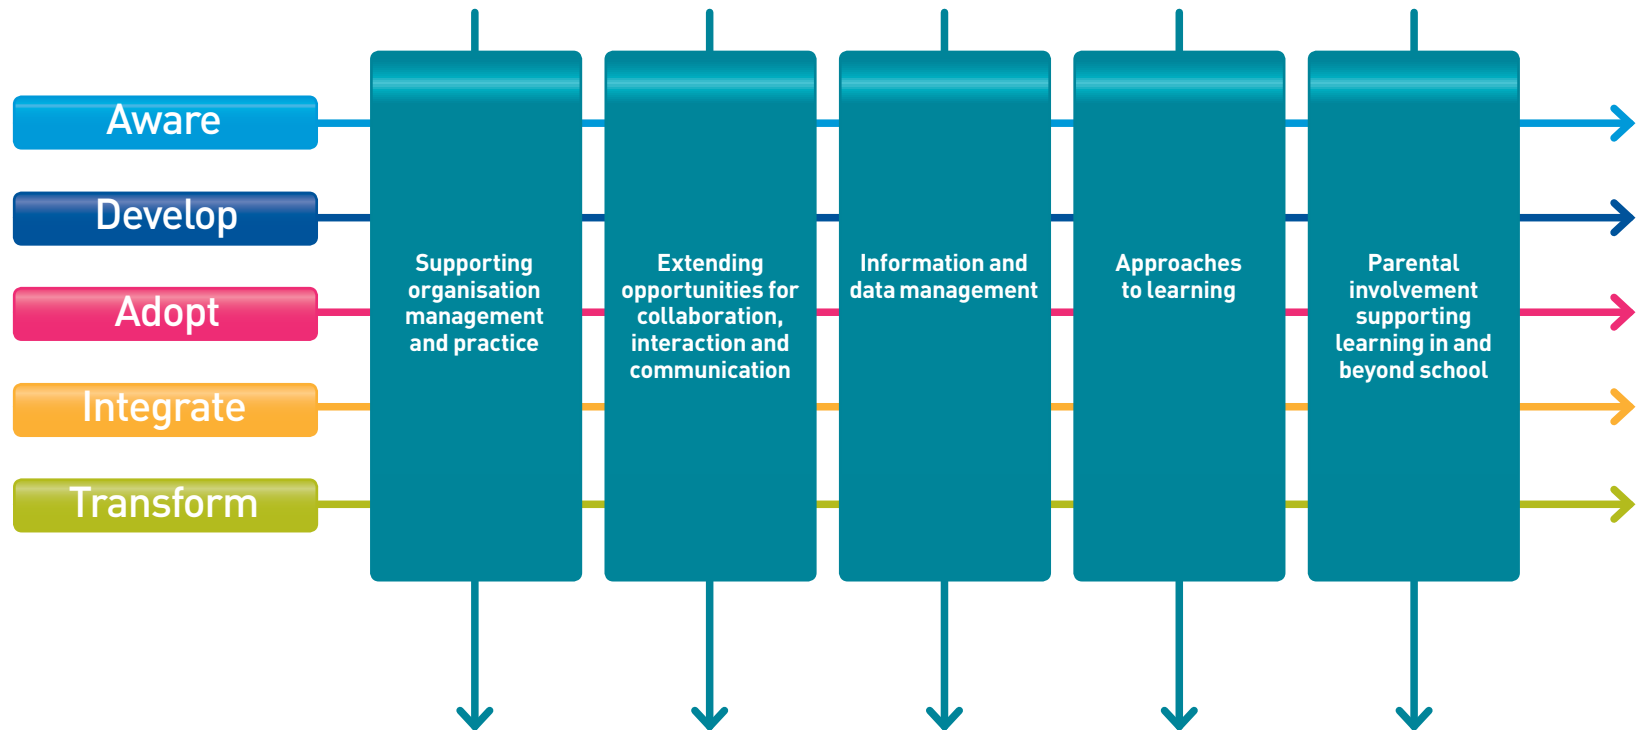 Aware
Develop
Adopt
Integrate
Transform
Supporting
organisation
management
and practice
Extending
opportunities for
collaboration,
interaction and
communication
Information and
data management
Approaches
to learning
Parental
involvement
supporting
learning in and
beyond school